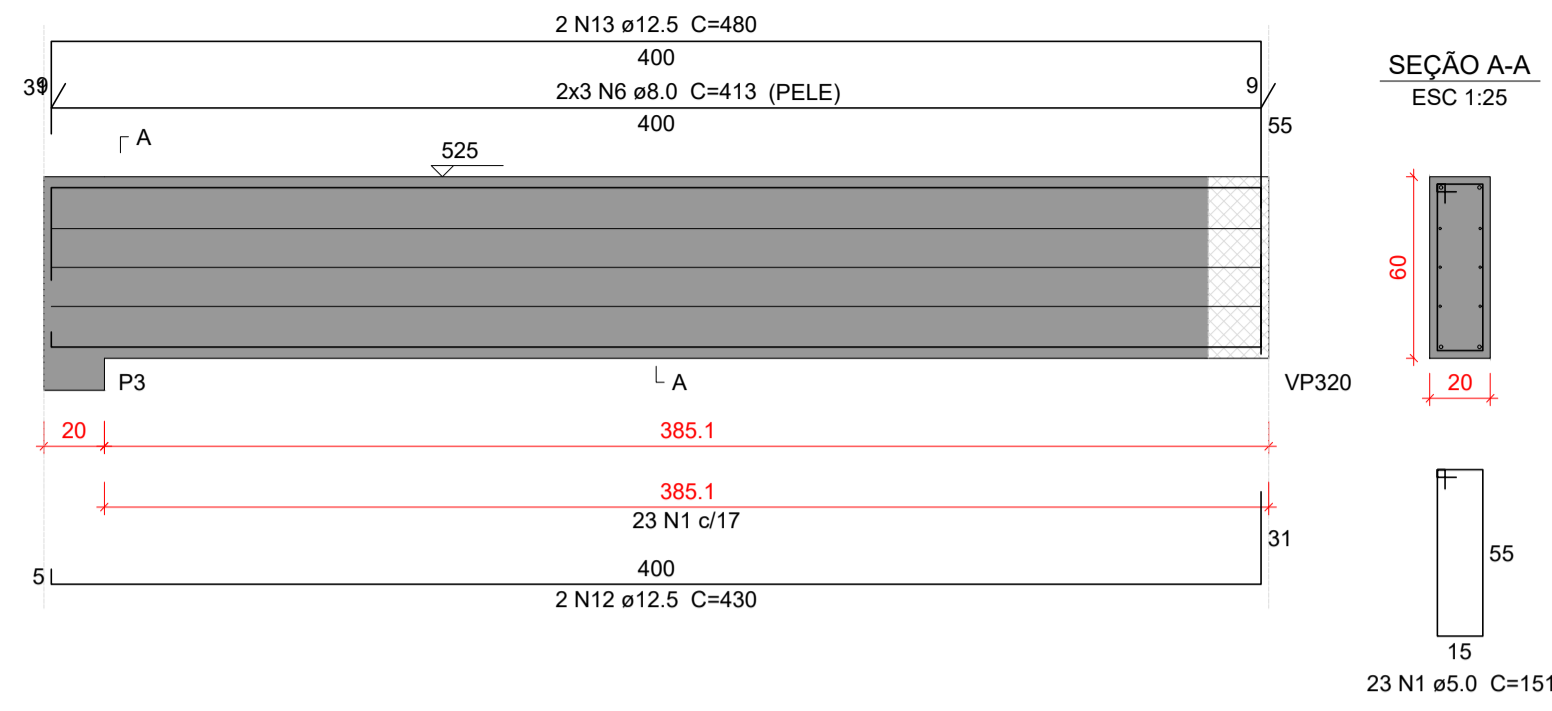 2 N13 ø12.5 C=480
400
2x3 N6 ø8.0 C=413 (PELE)
9
400
55
A
525
SEÇÃO A-A
ESC 1:25
60
20
P3
A
VP320
20
385.1
385.1
23 N1 c/17
31
400
5
2 N12 ø12.5 C=430
55
15
23 N1 ø5.0 C=151